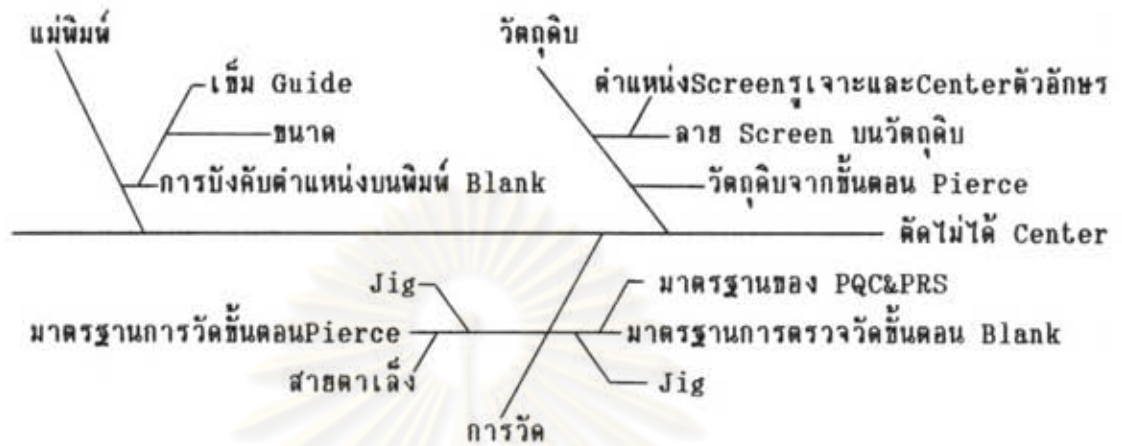 แม่พิมพ์
วัตถุดิบ
เข็ม Guide
ตำแหน่งScreenรูเจาะและCenterตัวอักษร
ขนาด
ลาย Screen บนวัตถุดิบ
การบังคับตำแหน่งบนพิมพ์ Blank
วัตถุดิบจากขั้นตอน Pierce
ตัดไม่ได้ Center
Jig
มาตรฐานของ PQC&PRS
มาตรฐานการวัดขั้นตอนPierce
มาตรฐานการตรวจวัดขั้นตอน Blank
สายตาเล็ง
Jig
การวัด